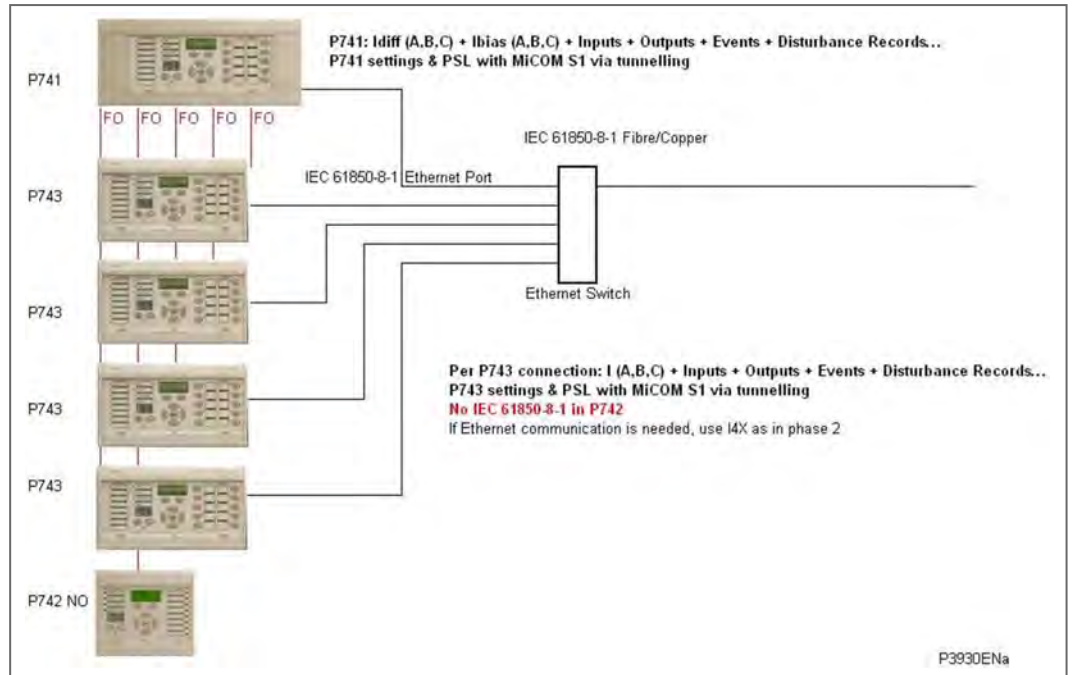 P741: Idiff (A,B,C) + Ibias (A,B,C) + Inputs + Outputs + Events + Disturbance Records...
P741 settings & PSL with MiCOM S1 via tunnelling
P741
FO FO FO FO FO
IEC 61850-8-1 Fibre/Copper
IEC 61850-8-1 Ethernet Port
P743
Ethernet Switch
P743
Per P743 connection: I (A,B,C) + Inputs + Outputs + Events + Disturbance Records...
P743 settings & PSL with MiCOM S1 via tunnelling
No IEC 61850-8-1 in P742
If Ethernet communication is needed, use I4X as in phase 2
P743
P743
P742 NO
P3930ENa